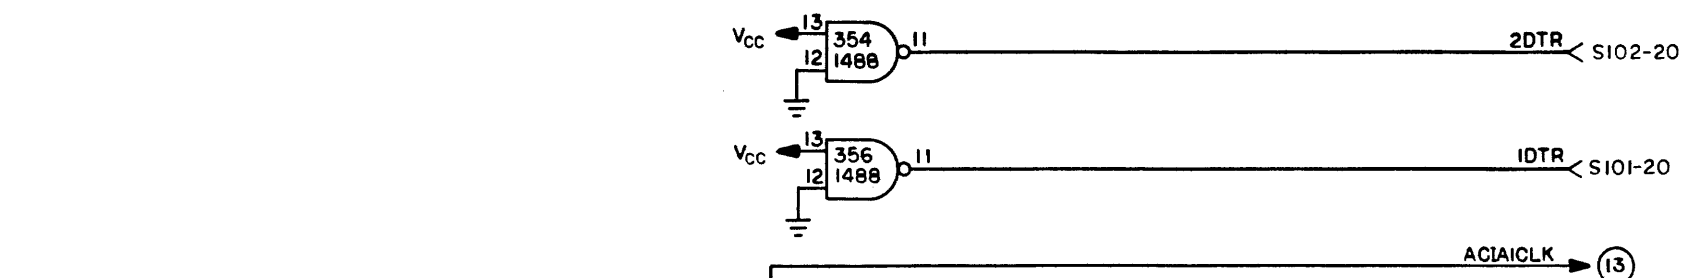 VCC 13 354 11 2DTR S102-20
12 1488
VCC 13 356 11 1DTR S101-20
12 1488
ACIA1CLK 13